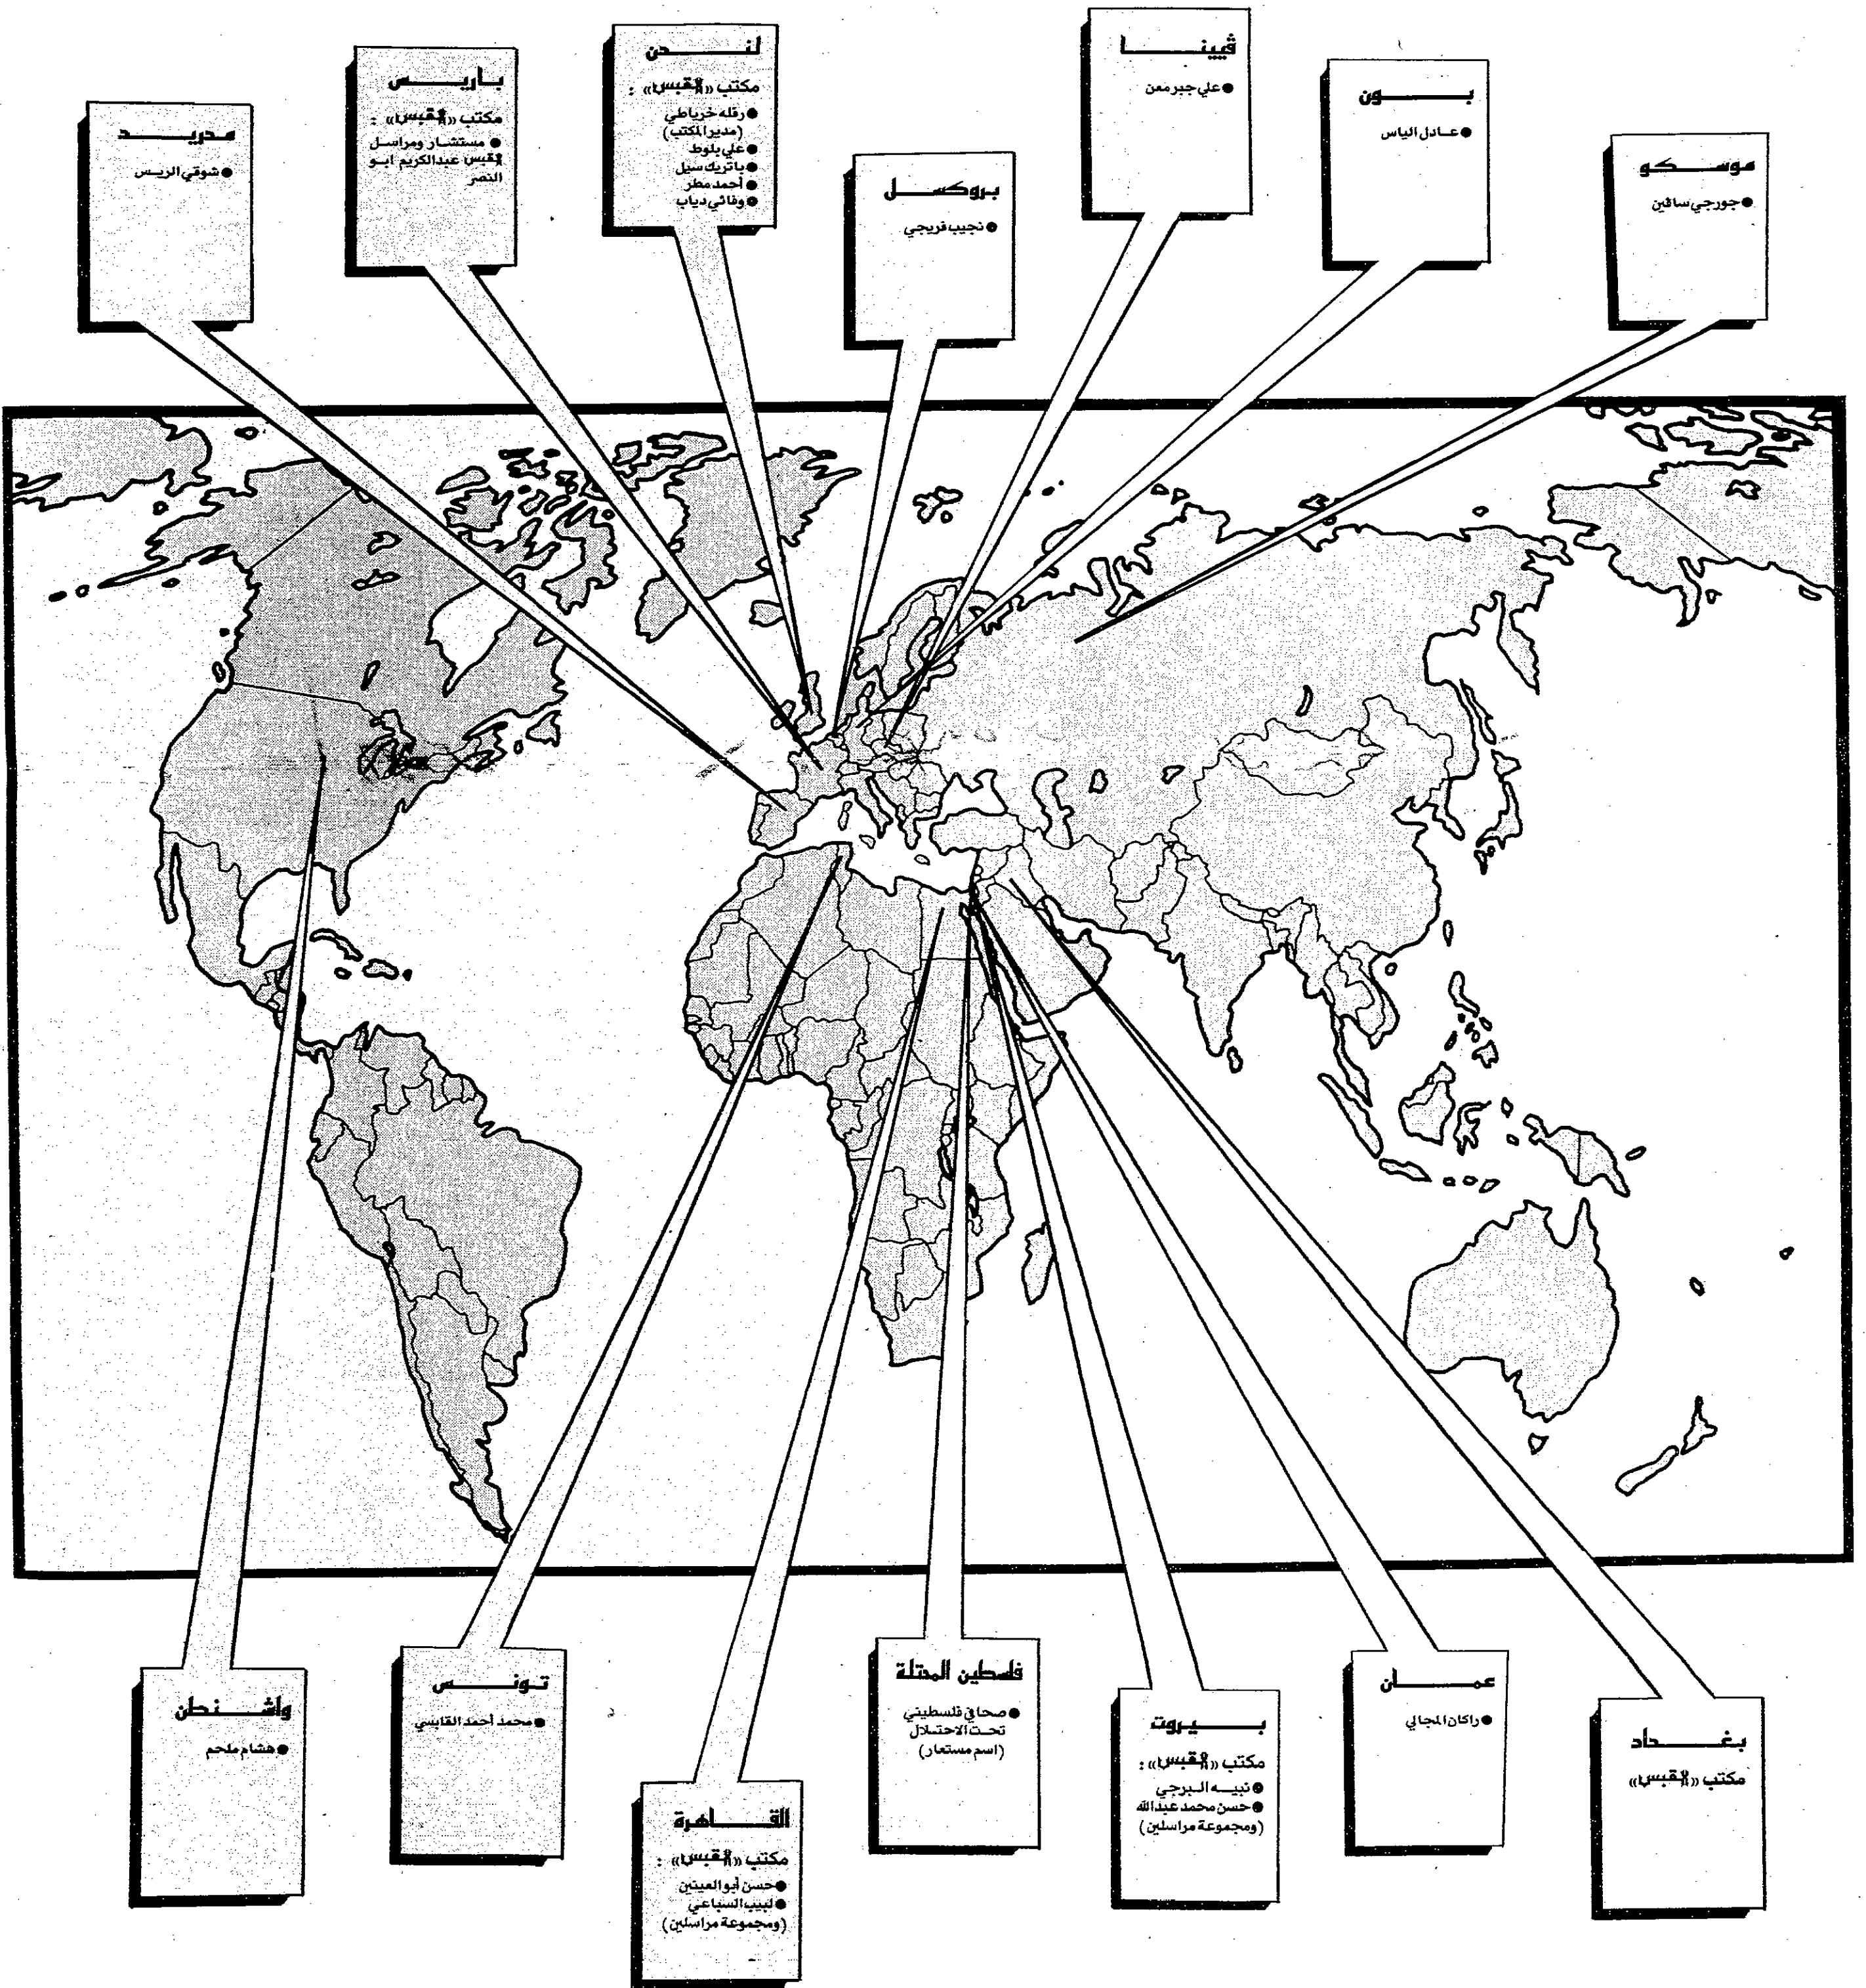 مدريد
● شوقي الريس
باريس
مكتب «القبس» :
● مستشار ومراسل
القبس عبدالكريم ابو
النصر
لندن
مكتب «القبس» :
● رفله خرياطي
(مدير المكتب)
● علي بلوط
● باتريك سيل
● أحمد مطر
● وفائي دياب
بروكسل
● نجيب فريجي
ڤيينا
● علي جبر معن
بون
● عادل الياس
موسكو
● جورجي ساڤين
واشنطن
● هشام ملحم
تونس
● محمد أحمد القابسي
القاهرة
مكتب «القبس» :
● حسن أبو العينين
● لبيب السباعي
(ومجموعة مراسلين)
فلسطين المحتلة
● صحافي فلسطيني
تحت الاحتلال
(اسم مستعار)
بيروت
مكتب «القبس» :
● نبيه البرجي
● حسن محمد عبدالله
(ومجموعة مراسلين)
عمان
● راكان المجالي
بغداد
مكتب «القبس»